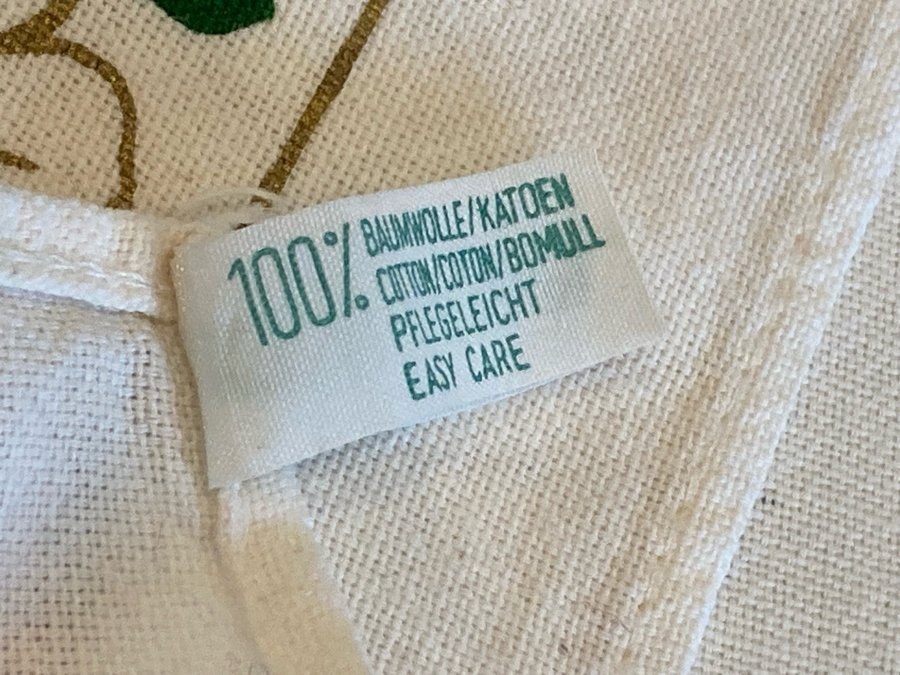 100% BAUMWOLLE/KATOEN
COTTON/COTON/BOMULL
PFLEGELEICHT
EASY CARE